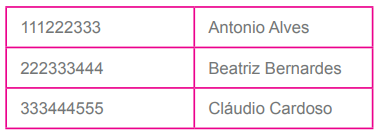 111222333 Antonio Alves
222333444 Beatriz Bernardes
333444555 Cláudio Cardoso